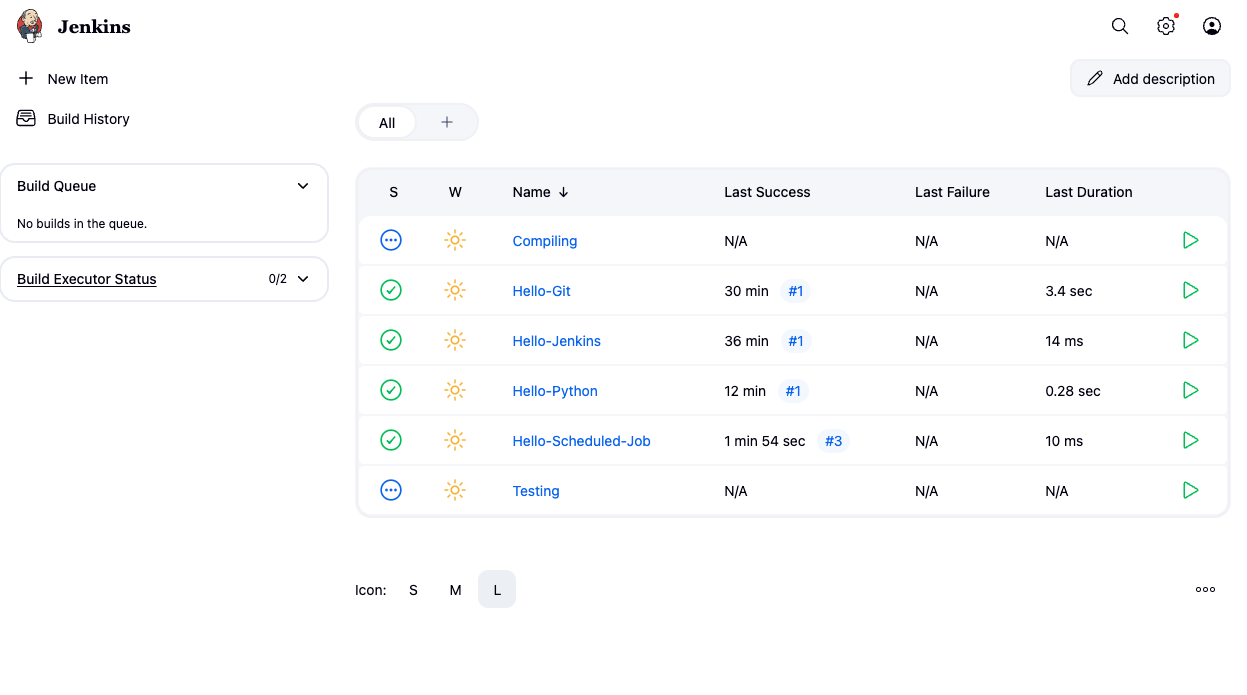 Jenkins
New Item
Build History
Build Queue
No builds in the queue.
Build Executor Status 0/2
Add description
All +
S W Name ↓ Last Success Last Failure Last Duration
Compiling N/A N/A N/A
Hello-Git 30 min #1 N/A 3.4 sec
Hello-Jenkins 36 min #1 N/A 14 ms
Hello-Python 12 min #1 N/A 0.28 sec
Hello-Scheduled-Job 1 min 54 sec #3 N/A 10 ms
Testing N/A N/A N/A
Icon: S M L